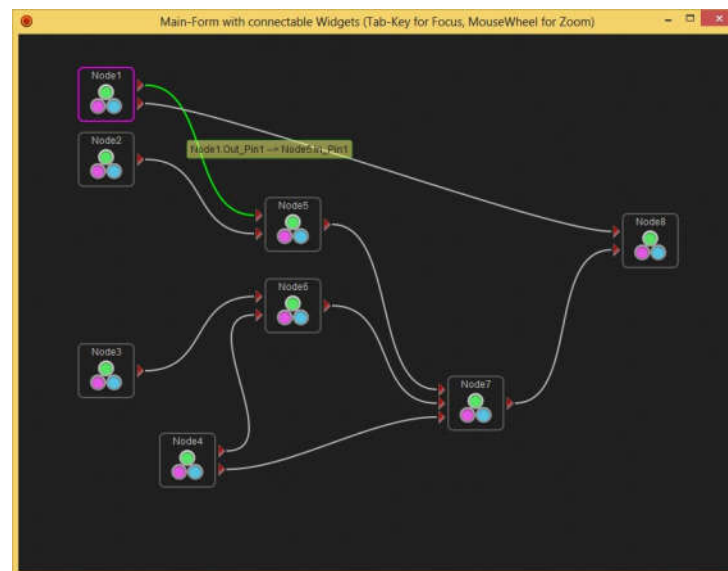 Main-Form with connectable Widgets (Tab-Key for Focus, MouseWheel for Zoom)
Node1
Node2
Node1.Out_Pin1 --> Node5.In_Pin1
Node5
Node8
Node6
Node3
Node7
Node4